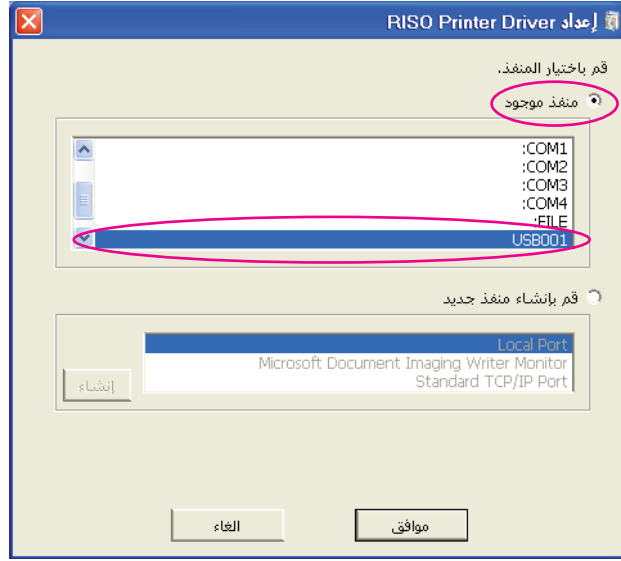 إعداد RISO Printer Driver
قم باختيار المنفذ.
منفذ موجود
COM1:
COM2:
COM3:
COM4:
FILE:
USB001
قم بإنشاء منفذ جديد
Local Port
Microsoft Document Imaging Writer Monitor
Standard TCP/IP Port
إنشاء
موافق
الغاء